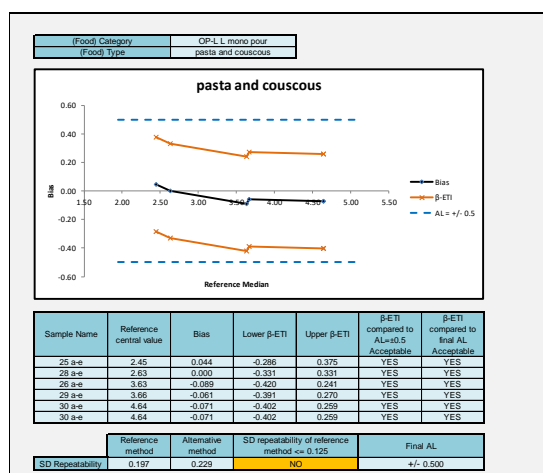 (Food) Category OP-L L mono pour
(Food) Type pasta and couscous
pasta and couscous
0.60
0.40
0.20
0.00
-0.20
-0.40
-0.60
1.50 2.00 2.50 3.00 3.50 4.00 4.50 5.00 5.50
Bias
Reference Median
Bias
β-ETI
AL = +/- 0.5
Sample Name Reference central value Bias Lower β-ETI Upper β-ETI β-ETI compared to AL=±0.5 Acceptable β-ETI compared to final AL Acceptable
25 a-e 2.45 0.044 -0.286 0.375 YES YES
28 a-e 2.63 0.000 -0.331 0.331 YES YES
26 a-e 3.63 -0.089 -0.420 0.241 YES YES
29 a-e 3.66 -0.061 -0.391 0.270 YES YES
30 a-e 4.64 -0.071 -0.402 0.259 YES YES
30 a-e 4.64 -0.071 -0.402 0.259 YES YES
Reference method Alternative method SD repeatability of reference method <= 0.125 Final AL
SD Repeatability 0.197 0.229 NO +/- 0.500